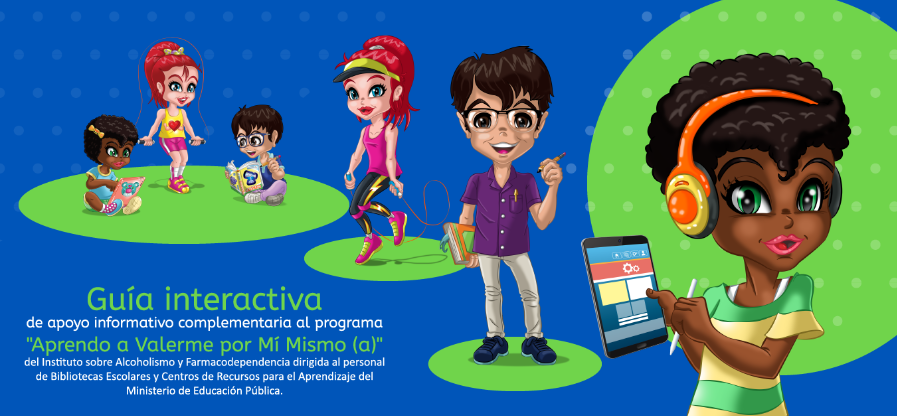 Guía interactiva
de apoyo informativo complementaria al programa
"Aprendo a Valerme por Mí Mismo (a)"
del Instituto sobre Alcoholismo y Farmacodependencia dirigida al personal
de Bibliotecas Escolares y Centros de Recursos para el Aprendizaje del
Ministerio de Educación Pública.